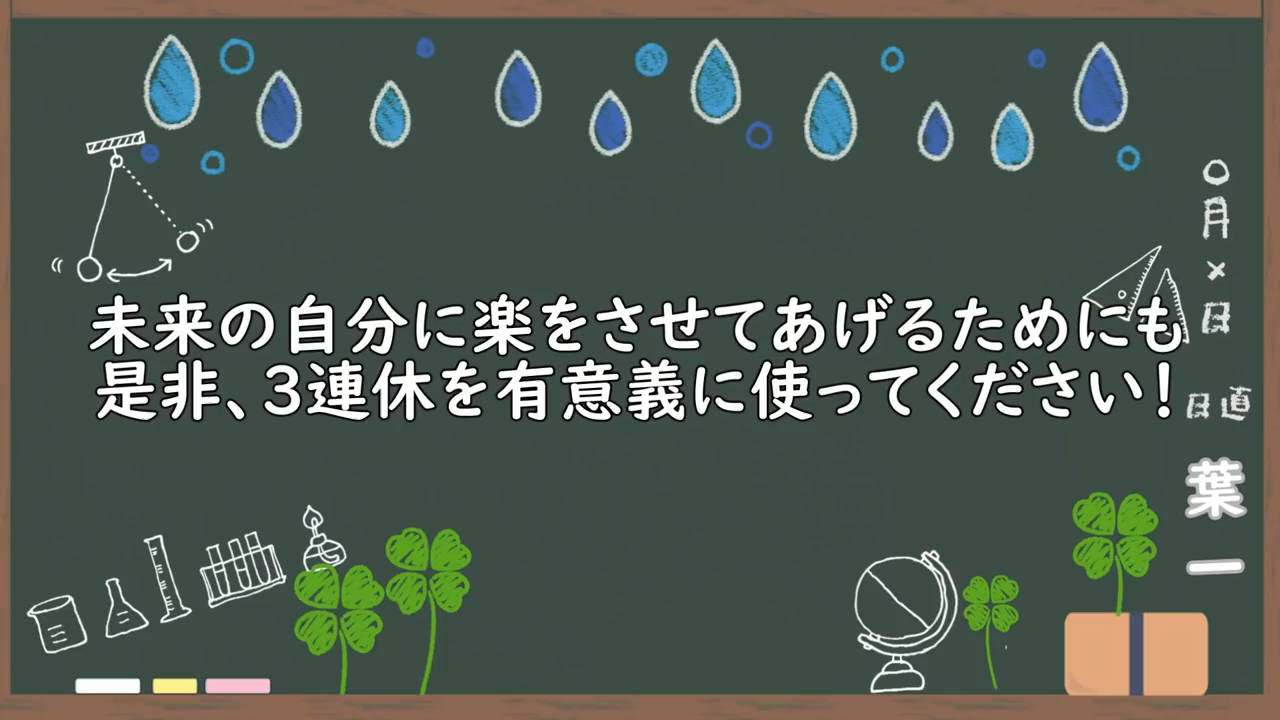 未来の自分に楽をさせてあげるためにも
是非、3連休を有意義に使ってください!
○月×日
日直
葉一